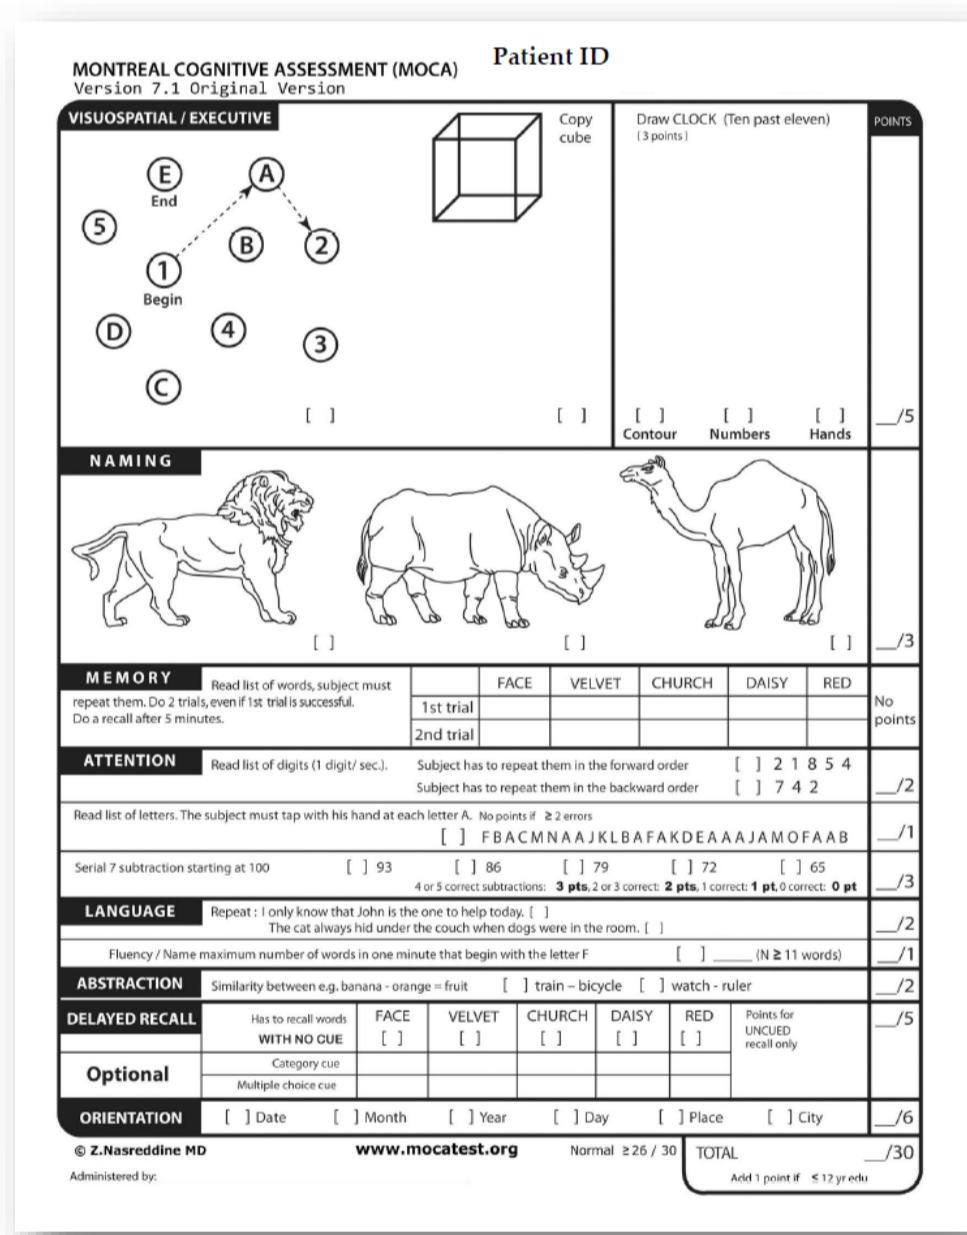 Patient ID
MONTREAL COGNITIVE ASSESSMENT (MOCA)
Version 7.1 Original Version
VISUOSPATIAL / EXECUTIVE
Copy cube
Draw CLOCK (Ten past eleven)
(3 points)
POINTS
E
End
A
5
B
2
1
Begin
D
4
3
C
[ ]
[ ]
[ ] Contour
[ ] Numbers
[ ] Hands
__/5
NAMING
[ ]
[ ]
[ ]
__/3
MEMORY
Read list of words, subject must
repeat them. Do 2 trials, even if 1st trial is successful.
Do a recall after 5 minutes.
FACE VELVET CHURCH DAISY RED
1st trial
2nd trial
No points
ATTENTION
Read list of digits (1 digit/ sec.).
Subject has to repeat them in the forward order [ ] 2 1 8 5 4
Subject has to repeat them in the backward order [ ] 7 4 2
__/2
Read list of letters. The subject must tap with his hand at each letter A. No points if ≥ 2 errors
[ ] F B A C M N A A J K L B A F A K D E A A A J A M O F A A B
__/1
Serial 7 subtraction starting at 100 [ ] 93 [ ] 86 [ ] 79 [ ] 72 [ ] 65
4 or 5 correct subtractions: 3 pts, 2 or 3 correct: 2 pts, 1 correct: 1 pt, 0 correct: 0 pt
__/3
LANGUAGE
Repeat : I only know that John is the one to help today. [ ]
The cat always hid under the couch when dogs were in the room. [ ]
__/2
Fluency / Name maximum number of words in one minute that begin with the letter F [ ] _____ (N ≥ 11 words)
__/1
ABSTRACTION
Similarity between e.g. banana - orange = fruit [ ] train – bicycle [ ] watch - ruler
__/2
DELAYED RECALL
Has to recall words
WITH NO CUE
FACE VELVET CHURCH DAISY RED
[ ] [ ] [ ] [ ] [ ]
Points for
UNCUED
recall only
__/5
Optional
Category cue
Multiple choice cue
ORIENTATION
[ ] Date [ ] Month [ ] Year [ ] Day [ ] Place [ ] City
__/6
© Z.Nasreddine MD
www.mocatest.org
Normal ≥ 26 / 30
TOTAL
__/30
Administered by:
Add 1 point if ≤ 12 yr edu